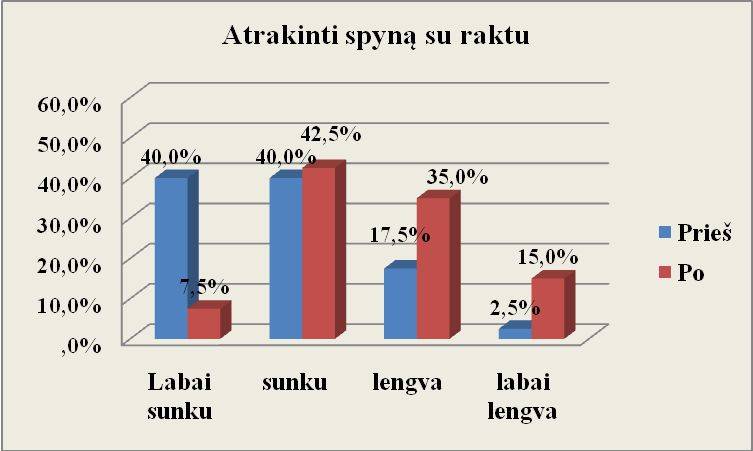 Atrakinti spyną su raktu
60,0%
50,0%
40,0%
30,0%
20,0%
10,0%
,0%
40,0%
7,5%
40,0%
42,5%
17,5%
35,0%
2,5%
15,0%
Labai
sunku
sunku
lengva
labai
lengva
Prieš
Po